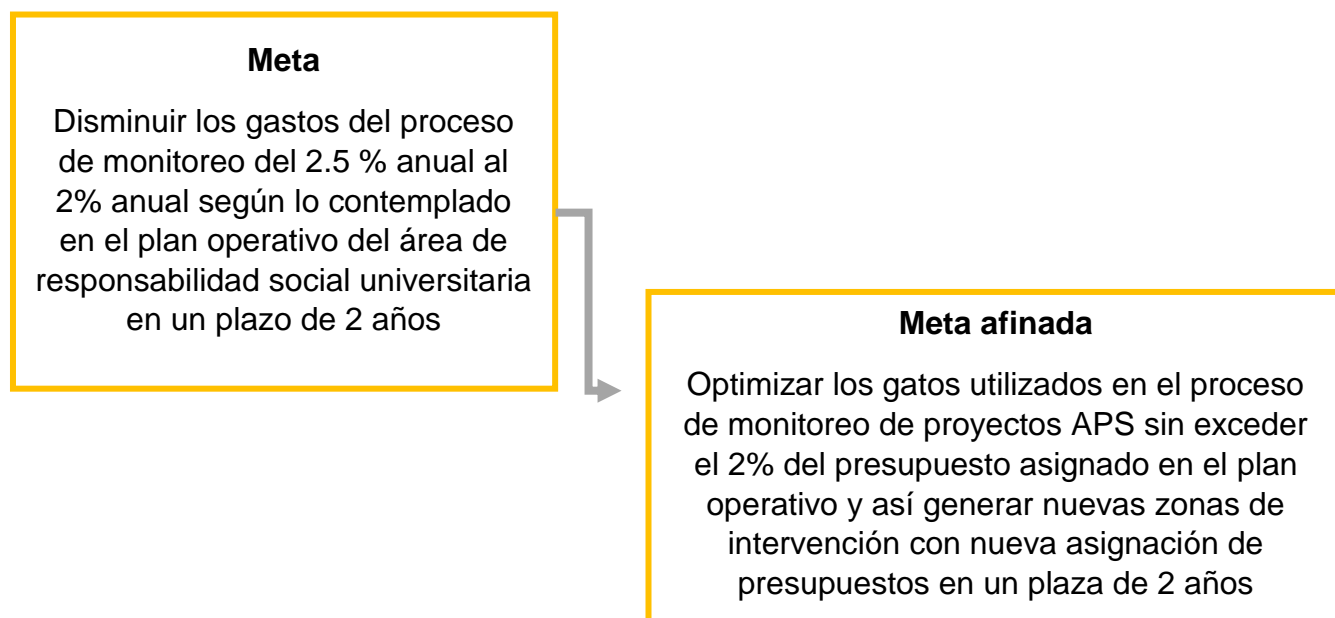 Meta
Disminuir los gastos del proceso
de monitoreo del 2.5 % anual al
2% anual según lo contemplado
en el plan operativo del área de
responsabilidad social universitaria
en un plazo de 2 años
Meta afinada
Optimizar los gatos utilizados en el proceso
de monitoreo de proyectos APS sin exceder
el 2% del presupuesto asignado en el plan
operativo y así generar nuevas zonas de
intervención con nueva asignación de
presupuestos en un plaza de 2 años